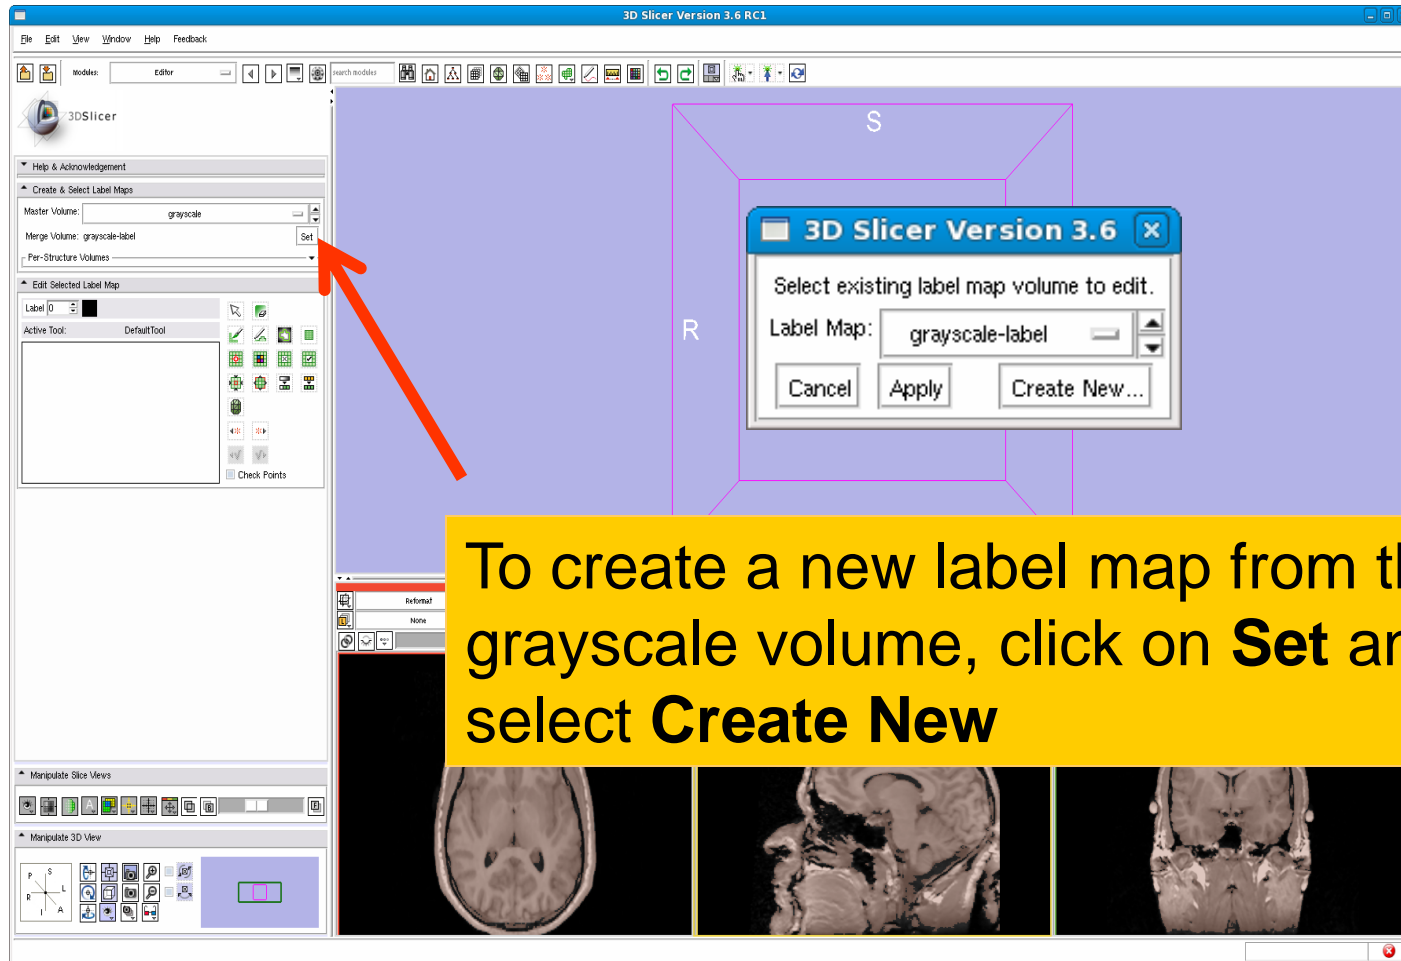 3D Slicer Version 3.6 RC1
File Edit View Window Help Feedback
Modules: Editor search modules
3DSlicer
Help & Acknowledgement
Create & Select Label Maps
Master Volume: grayscale
Merge Volume: grayscale-label Set
Per-Structure Volumes
Edit Selected Label Map
Label 0
Active Tool: DefaultTool
Check Points
S
R
3D Slicer Version 3.6
Select existing label map volume to edit.
Label Map: grayscale-label
Cancel Apply Create New...
To create a new label map from th
grayscale volume, click on Set an
select Create New
Reformat
None
Manipulate Slice Views
Manipulate 3D View
P S
R L
I A